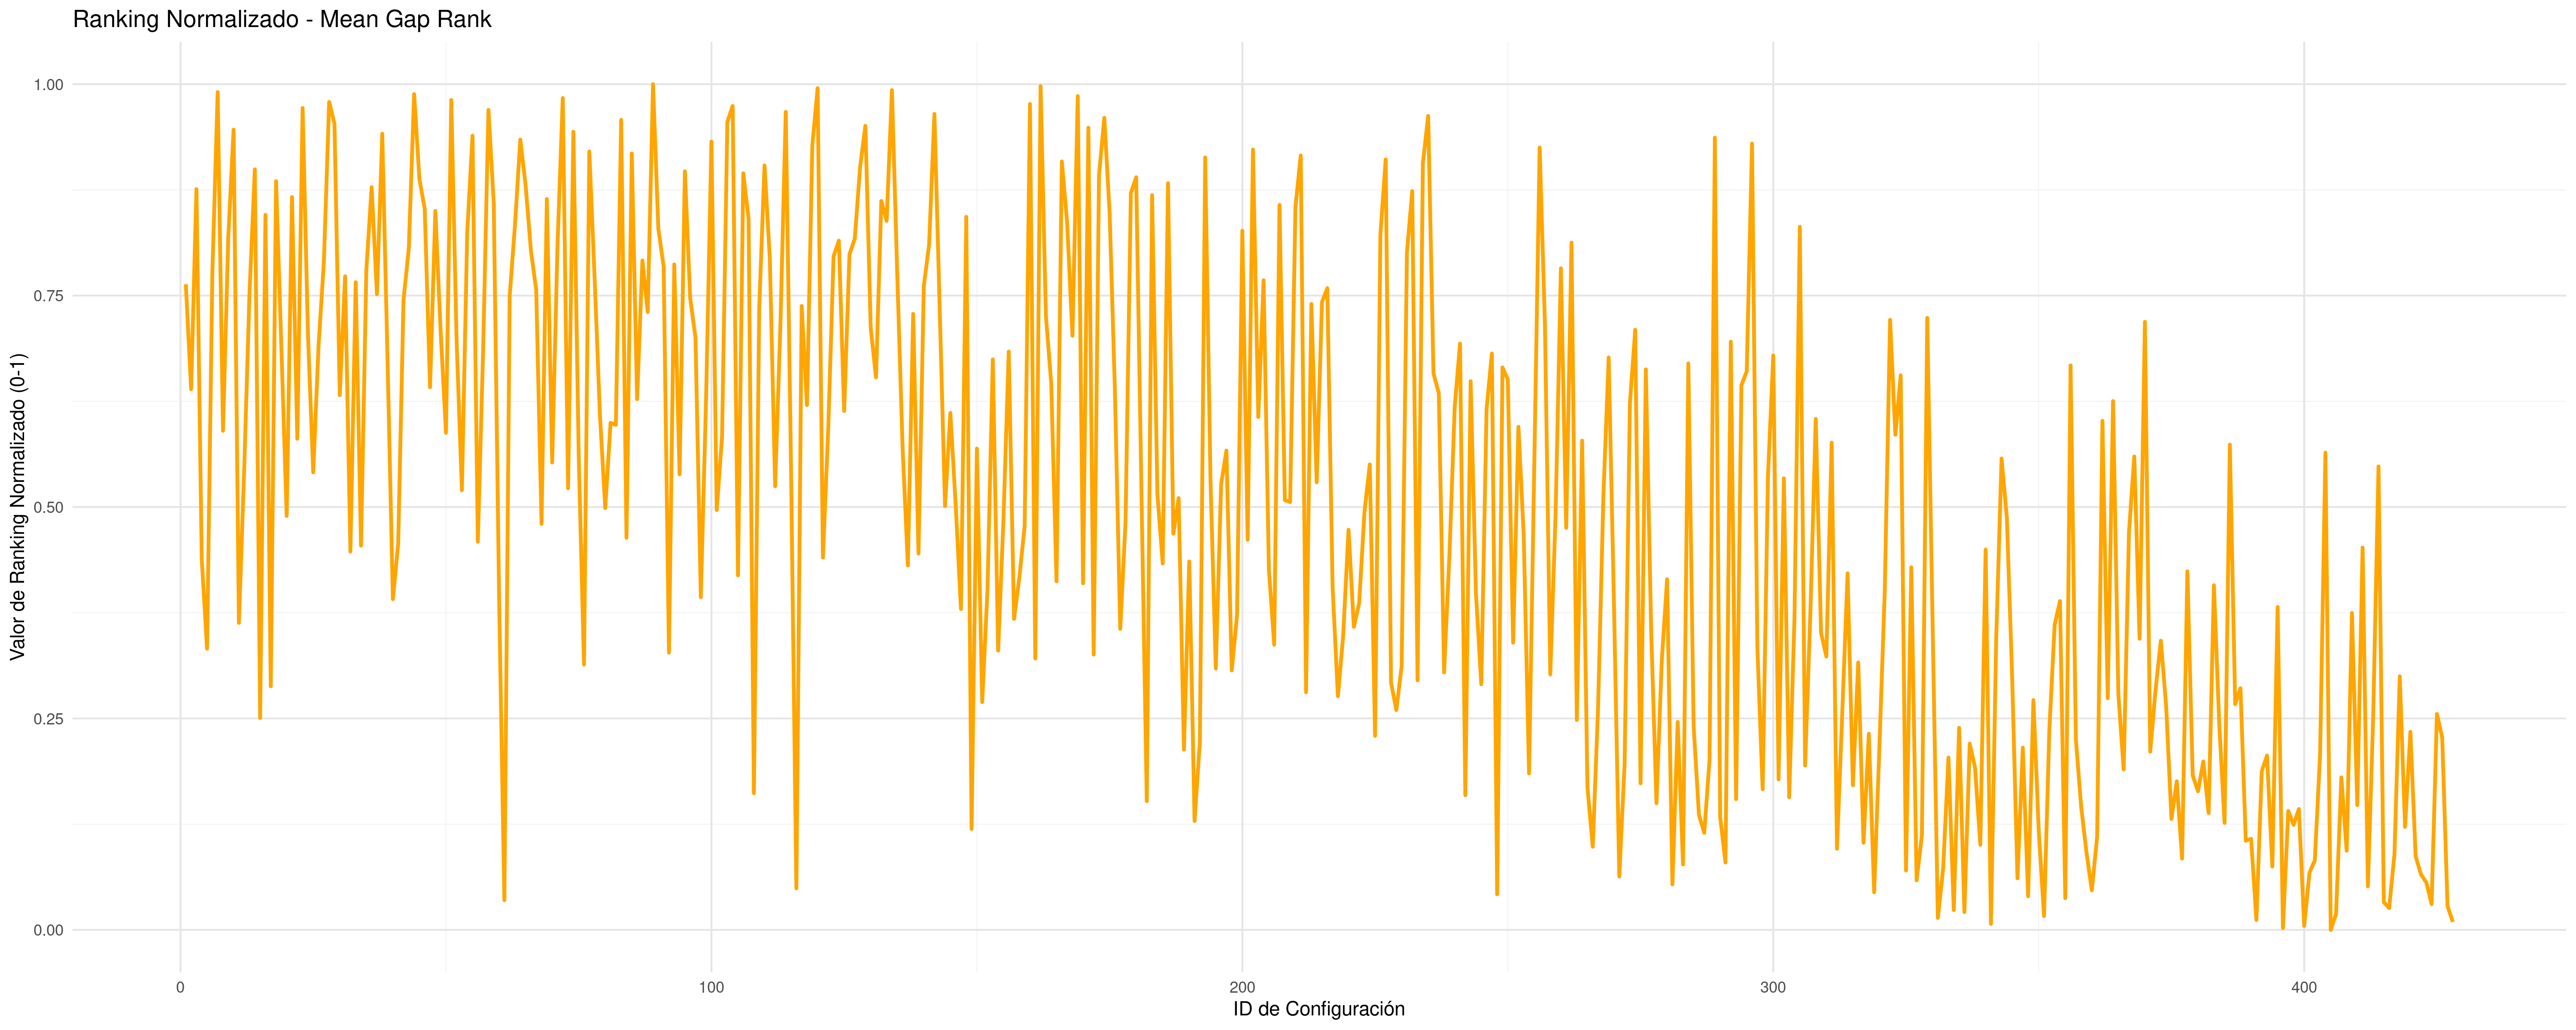 Ranking Normalizado - Mean Gap Rank
Valor de Ranking Normalizado (0-1)
1.00
0.75
0.50
0.25
0.00
0 100 200 300 400
ID de Configuración